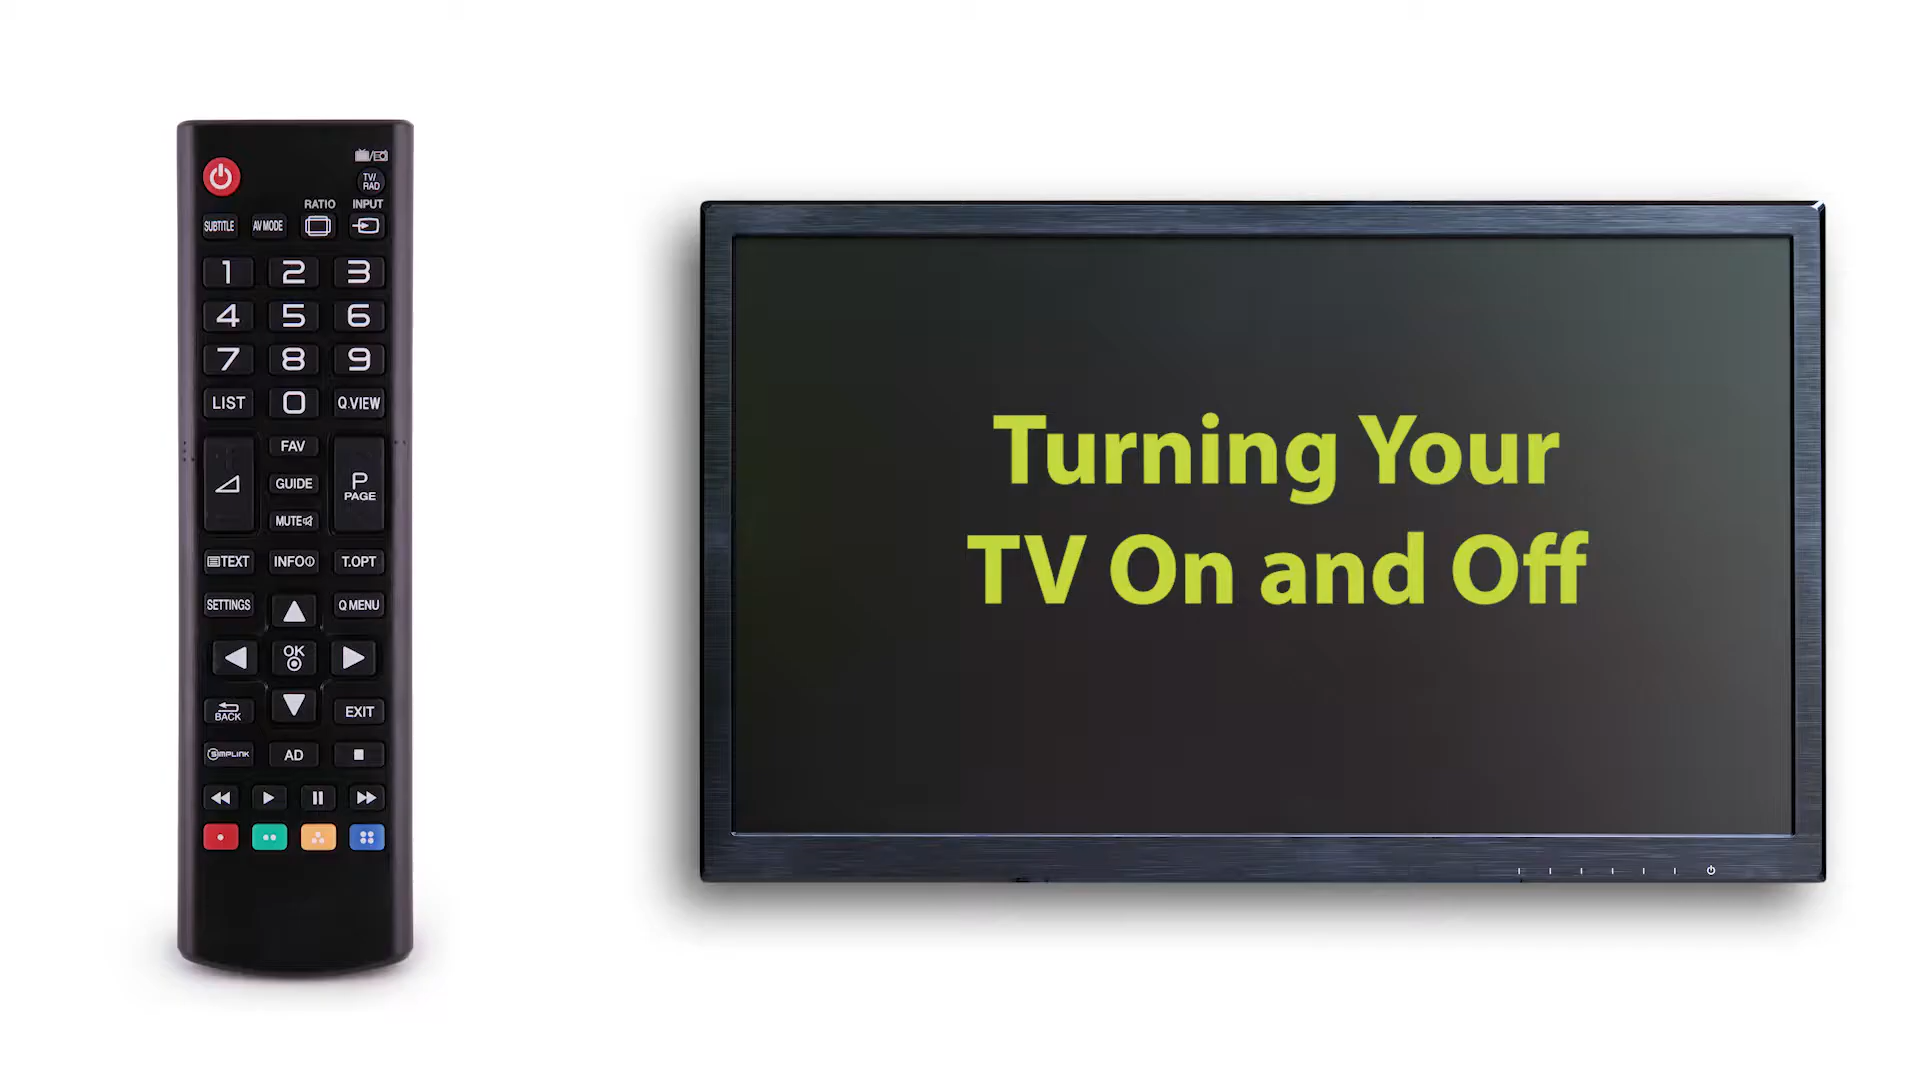 TV/
RAD
RATIO INPUT
SUBTITLE AV MODE
1 2 3
4 5 6
7 8 9
LIST 0 Q.VIEW
FAV
GUIDE
P
PAGE
MUTE
TEXT INFO T.OPT
SETTINGS Q MENU
OK
BACK EXIT
SIMPLINK AD
Turning Your
TV On and Off